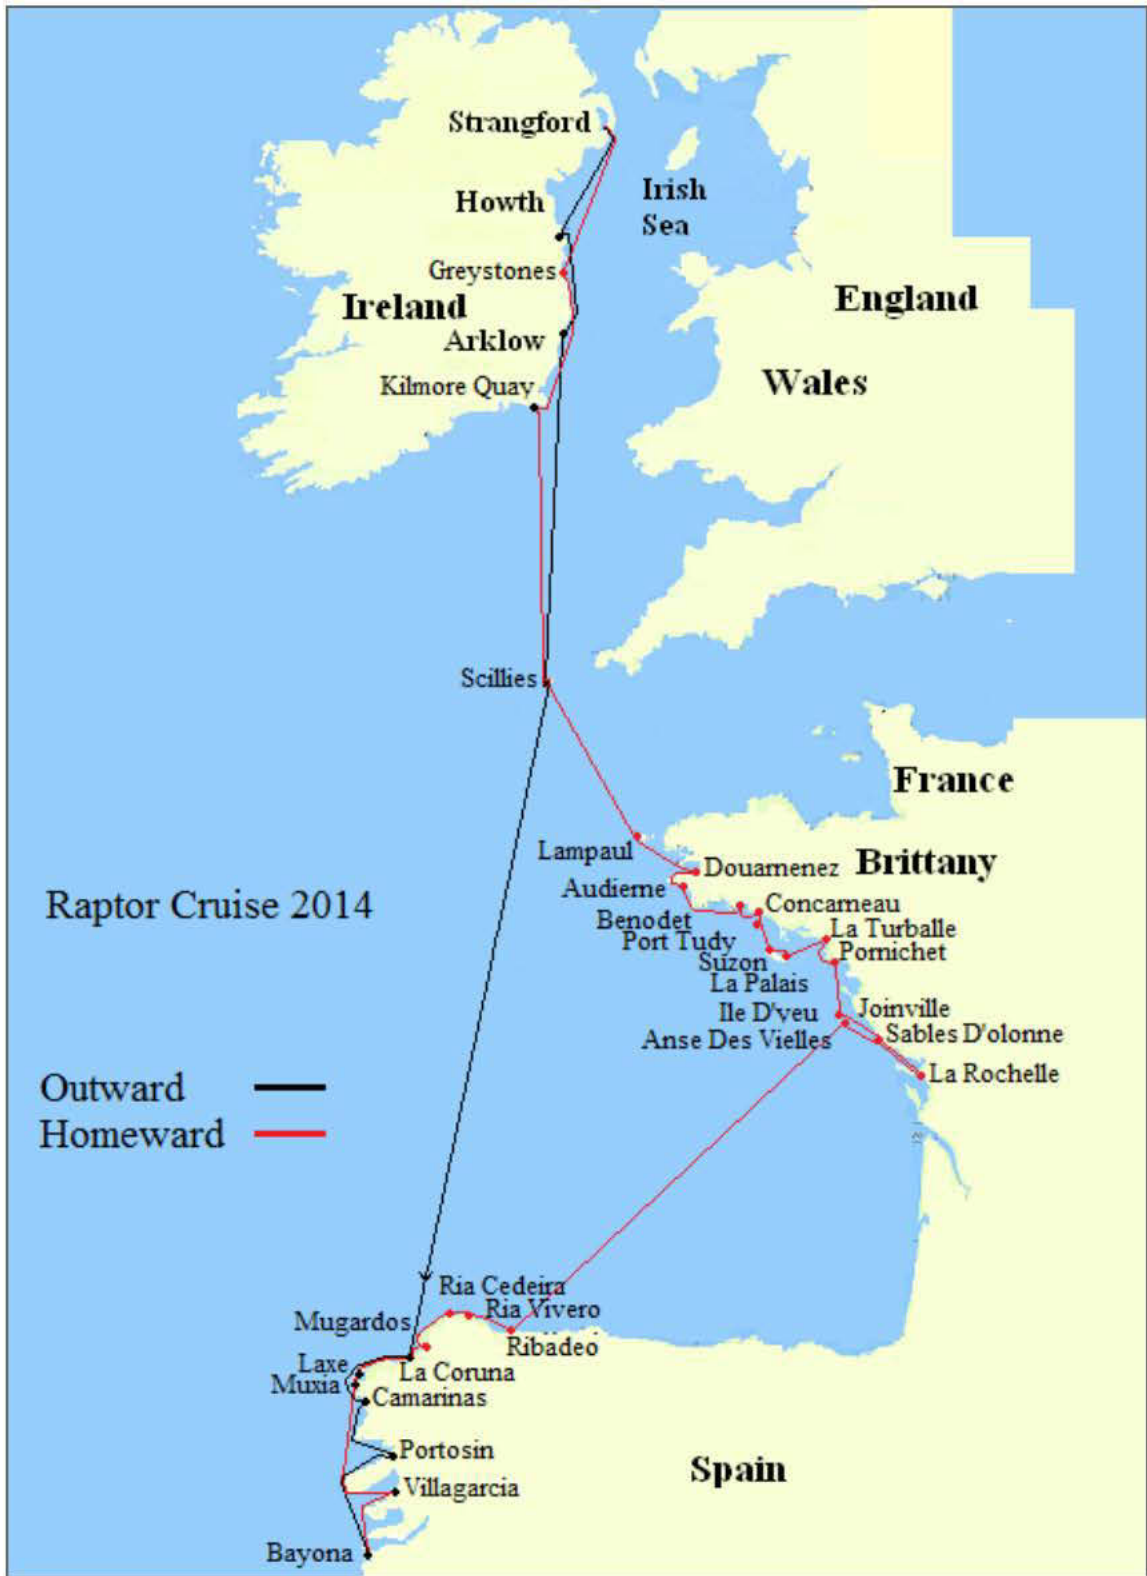 Strangford
Howth
Irish
Sea
Greystones
Ireland
England
Arklow
Kilmore Quay
Wales
Scillies
France
Lampaul
Douarnenez
Brittany
Audierne
Concarneau
Raptor Cruise 2014
Benodet
La Turballe
Port Tudy
Pornichet
Suzon
La Palais
Ile D'yeu
Joinville
Anse Des Vielles
Sables D'olonne
La Rochelle
Outward
Homeward
Ria Cedeira
Ria Vivero
Mugardos
Ribadeo
Laxe
La Coruna
Muxia
Camarinas
Portosin
Spain
Villagarcia
Bayona